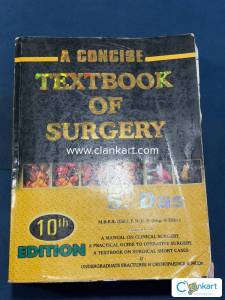 A CONCISE
TEXTBOOK
OF
SURGERY
www.clankart.com
S. Das
10th
EDITION
A MANUAL ON CLINICAL SURGERY
A PRACTICAL GUIDE TO OPERATIVE SURGERY
A TEXTBOOK ON SURGICAL SHORT CASES
&
UNDERGRADUATE FRACTURES & ORTHOPAEDICS
Clankart